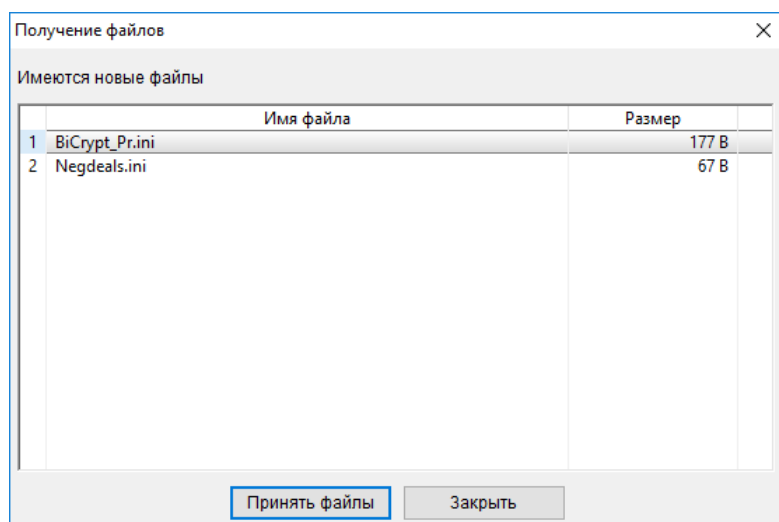 Получение файлов
Имеются новые файлы
Имя файла Размер
1 BiCrypt_Pr.ini 177 B
2 Negdeals.ini 67 B
Принять файлы Закрыть